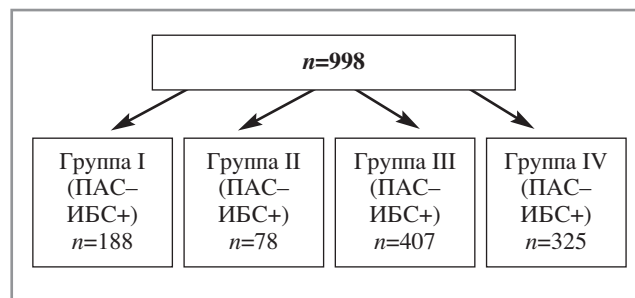 n=998
Группа I
(ПАС–
ИБС+)
n=188
Группа II
(ПАС–
ИБС+)
n=78
Группа III
(ПАС–
ИБС+)
n=407
Группа IV
(ПАС–
ИБС+)
n=325